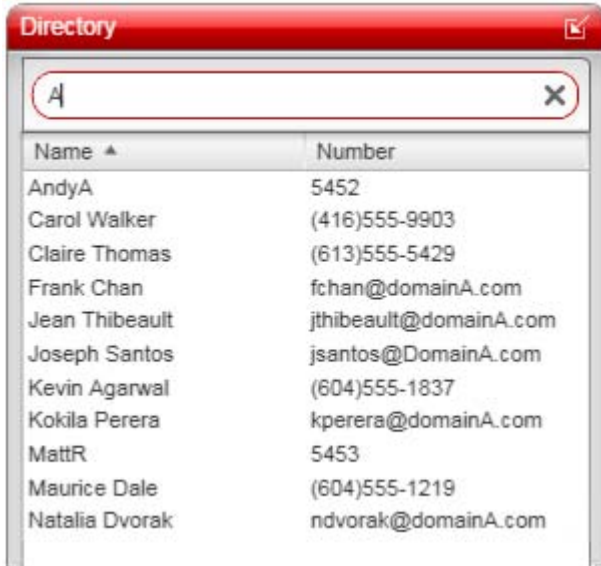 Directory
A
Name Number
AndyA 5452
Carol Walker (416)555-9903
Claire Thomas (613)555-5429
Frank Chan fchan@domainA.com
Jean Thibeault jthibeault@domainA.com
Joseph Santos jsantos@DomainA.com
Kevin Agarwal (604)555-1837
Kokila Perera kperera@domainA.com
MattR 5453
Maurice Dale (604)555-1219
Natalia Dvorak ndvorak@domainA.com